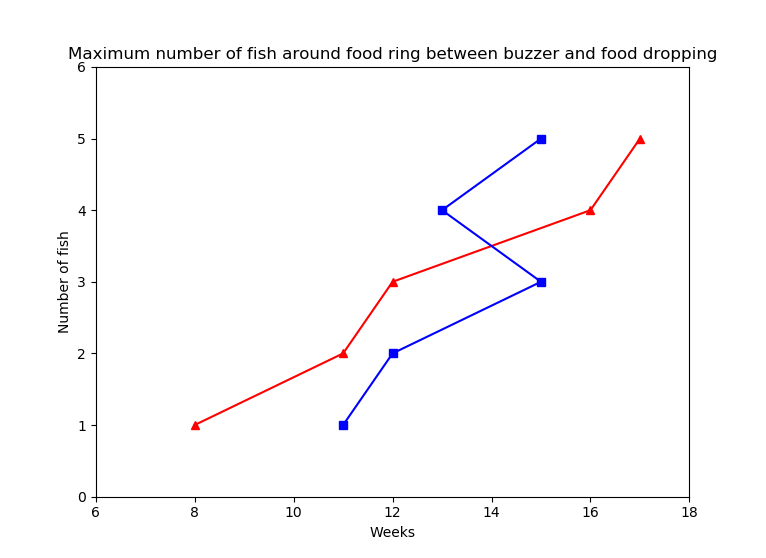 Maximum number of fish around food ring between buzzer and food dropping
6
5
4
3
2
1
0
Number of fish
6 8 10 12 14 16 18
Weeks